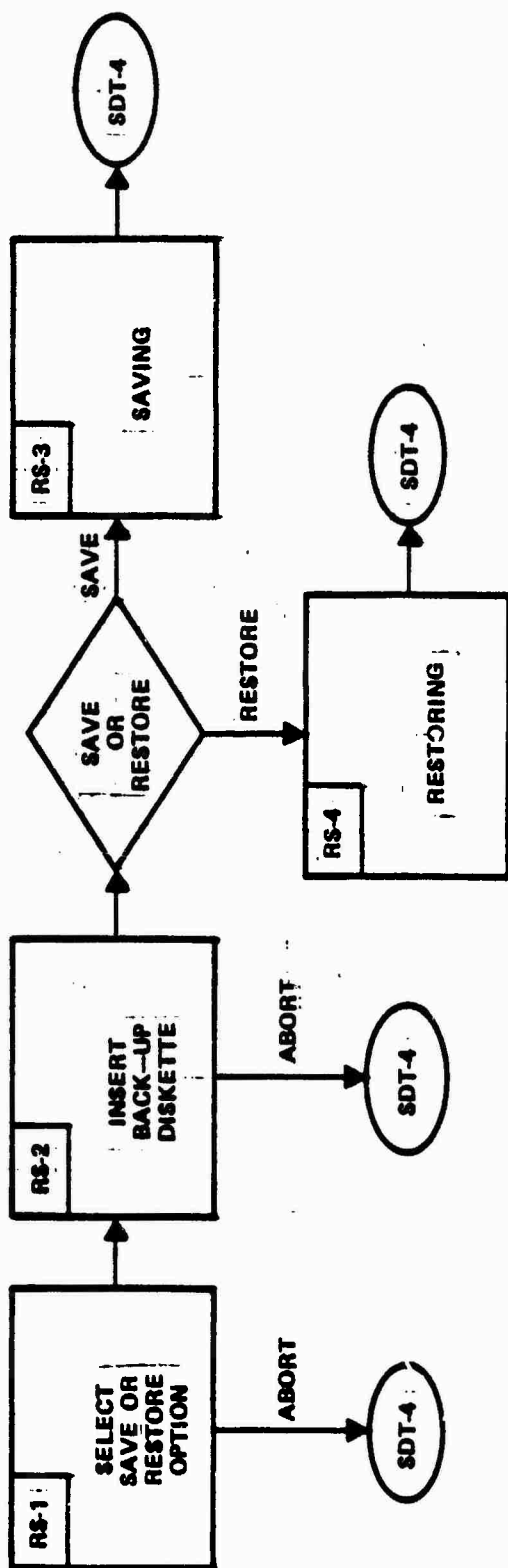 RS-1
SELECT
SAVE OR
RESTORE
OPTION
ABORT
SDT-4
RS-2
INSERT
BACK-UP
DISKETTE
ABORT
SDT-4
SAVE
OR
RESTORE
SAVE
RS-3
SAVING
SDT-4
RESTORE
RS-4
RESTORING
SDT-4